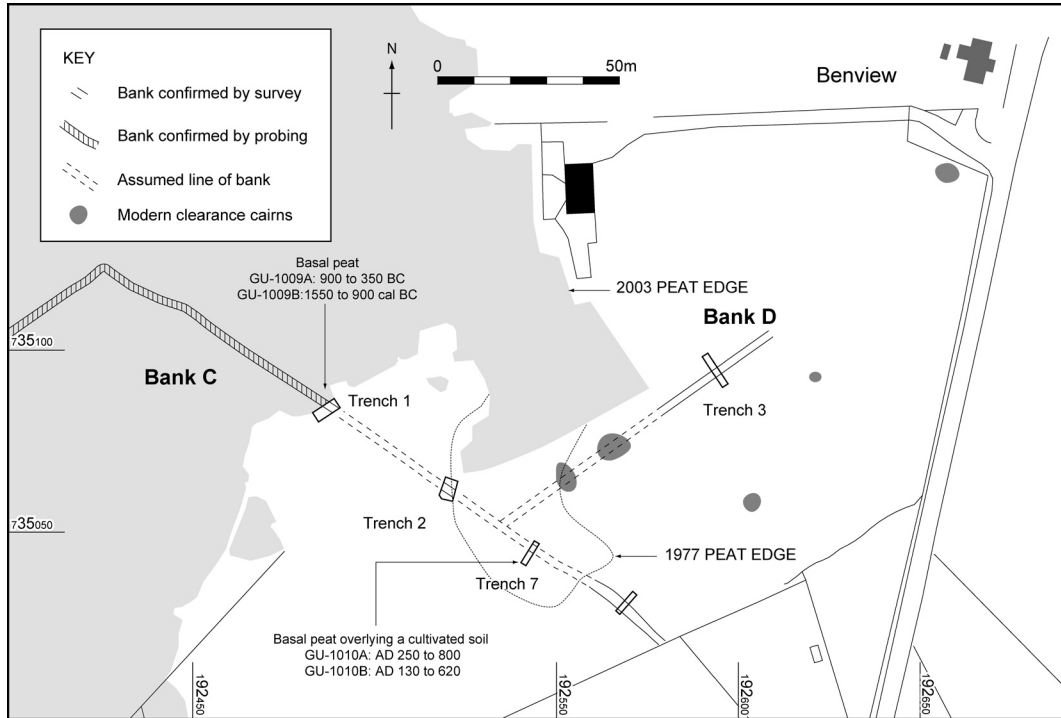 KEY
Bank confirmed by survey
Bank confirmed by probing
Assumed line of bank
Modern clearance cairns
N
0 50m
Benview
Basal peat
GU-1009A: 900 to 350 BC
GU-1009B:1550 to 900 cal BC
2003 PEAT EDGE
Bank D
735100
Bank C
Trench 1
Trench 3
Trench 2
735050
1977 PEAT EDGE
Trench 7
Basal peat overlying a cultivated soil
GU-1010A: AD 250 to 800
GU-1010B: AD 130 to 620
192450
192550
192600
192650